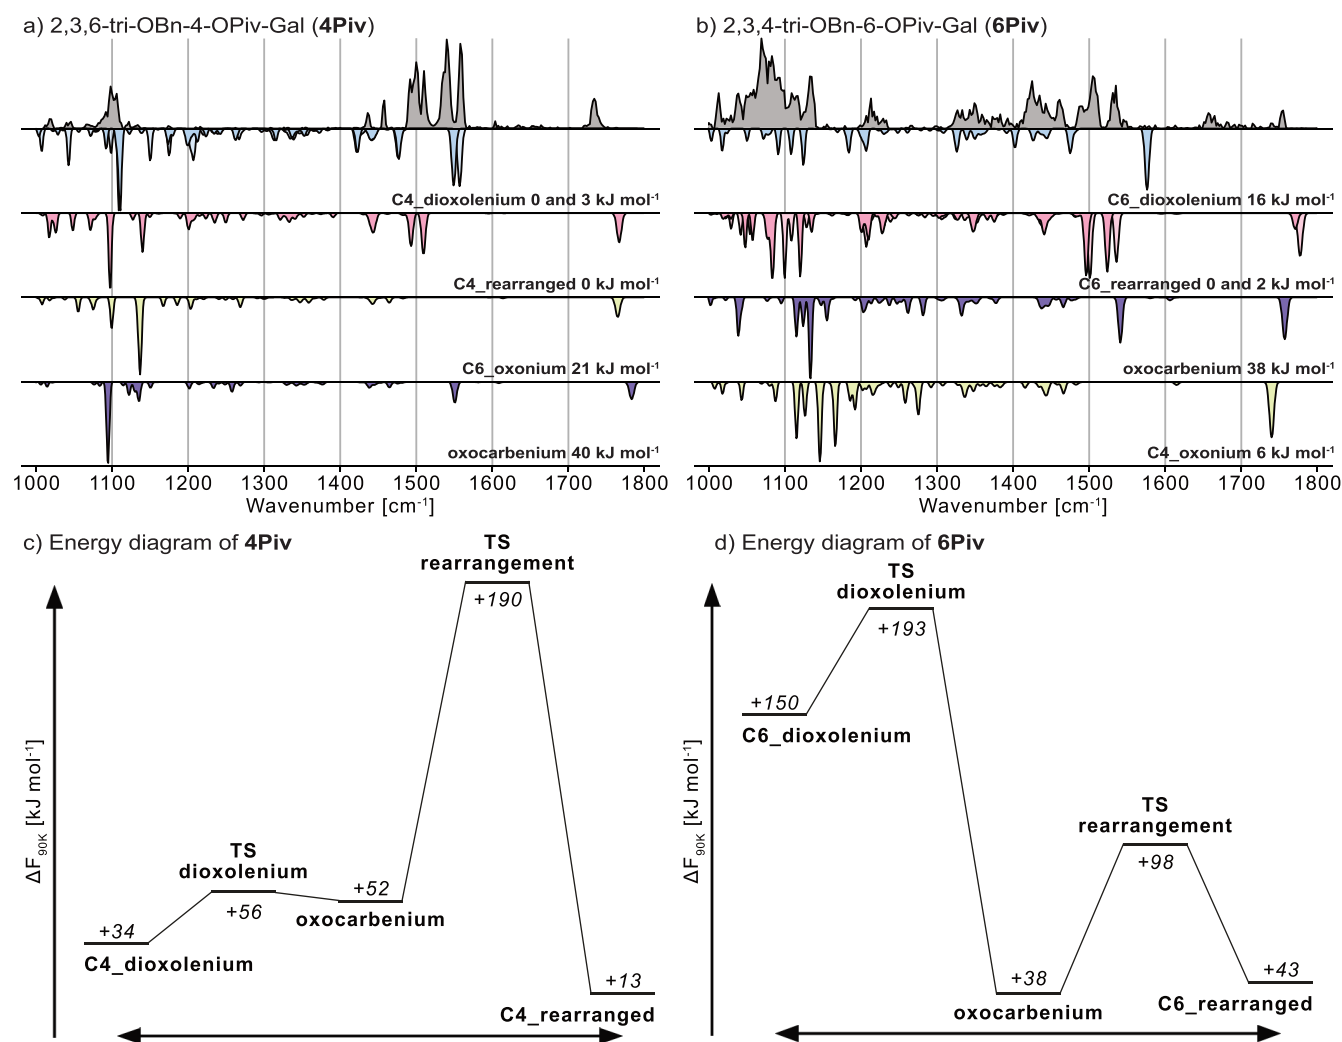 a) 2,3,6-tri-OBn-4-OPiv-Gal (4Piv)
C4_dioxolenium 0 and 3 kJ mol-1
C4_rearranged 0 kJ mol-1
C6_oxonium 21 kJ mol-1
oxocarbenium 40 kJ mol-1
1000 1100 1200 1300 1400 1500 1600 1700 1800
Wavenumber [cm-1]
b) 2,3,4-tri-OBn-6-OPiv-Gal (6Piv)
C6_dioxolenium 16 kJ mol-1
C6_rearranged 0 and 2 kJ mol-1
oxocarbenium 38 kJ mol-1
C4_oxonium 6 kJ mol-1
1000 1100 1200 1300 1400 1500 1600 1700 1800
Wavenumber [cm-1]
c) Energy diagram of 4Piv
ΔF90K [kJ mol-1]
+34
C4_dioxolenium
TS
dioxolenium
+56
+52
oxocarbenium
TS
rearrangement
+190
+13
C4_rearranged
d) Energy diagram of 6Piv
ΔF90K [kJ mol-1]
+150
C6_dioxolenium
TS
dioxolenium
+193
+38
oxocarbenium
TS
rearrangement
+98
+43
C6_rearranged